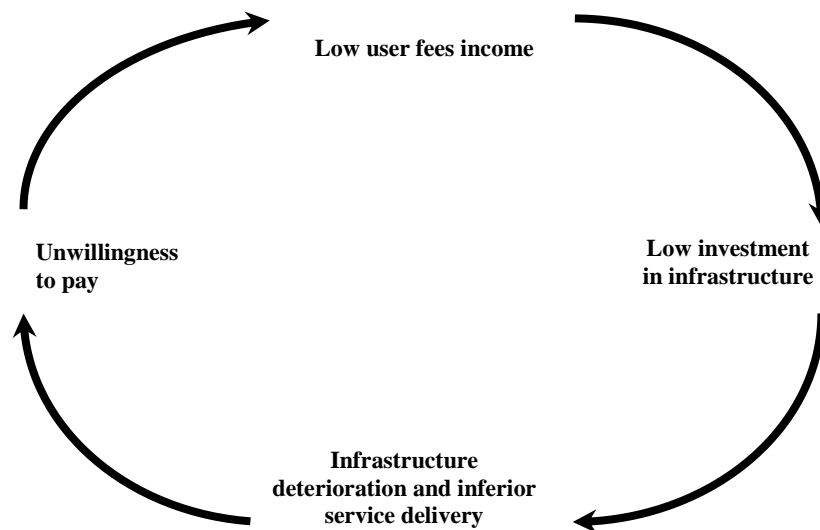 Low user fees income
Unwillingness
to pay
Low investment
in infrastructure
Infrastructure
deterioration and inferior
service delivery